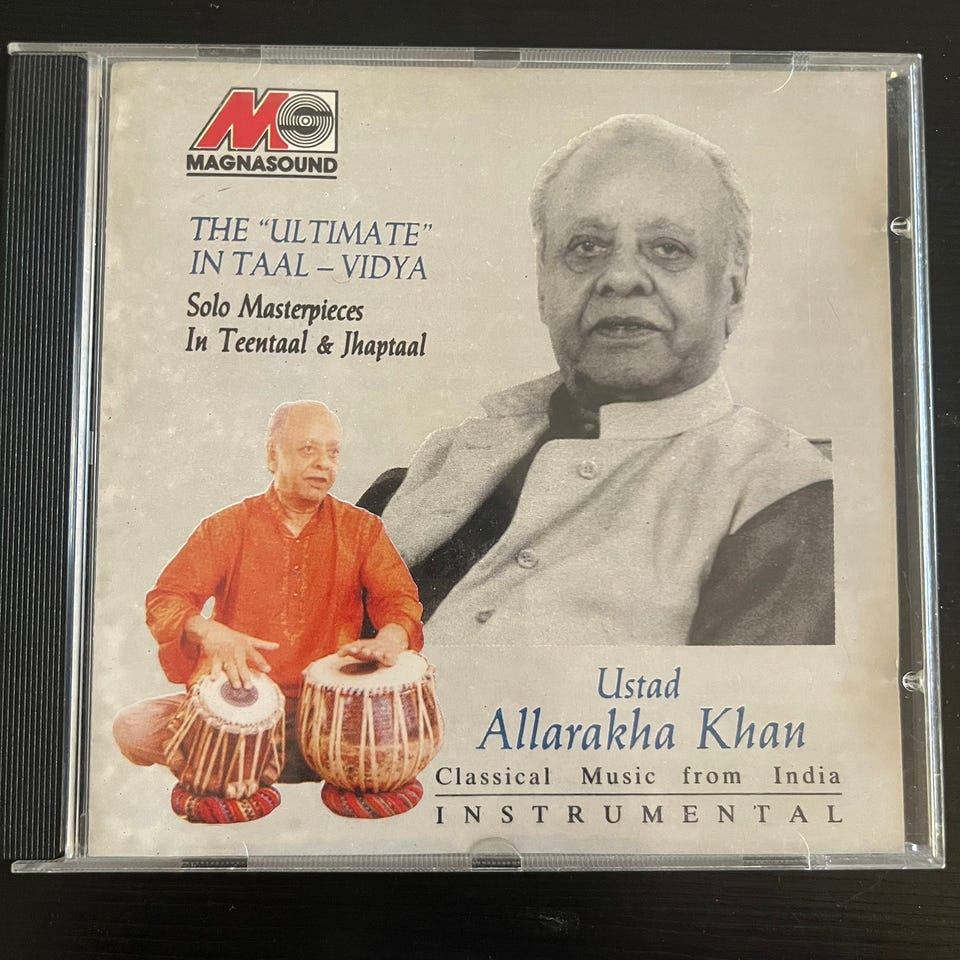 MAGNASOUND
THE "ULTIMATE"
IN TAAL – VIDYA
Solo Masterpieces
In Teentaal & Jhaptaal
Ustad
Allarakha Khan
Classical Music from India
INSTRUMENTAL